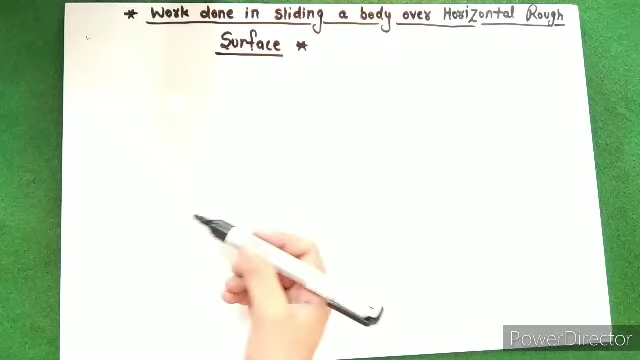 * Work done in sliding a body over Horizontal Rough
Surface *
PowerDirector